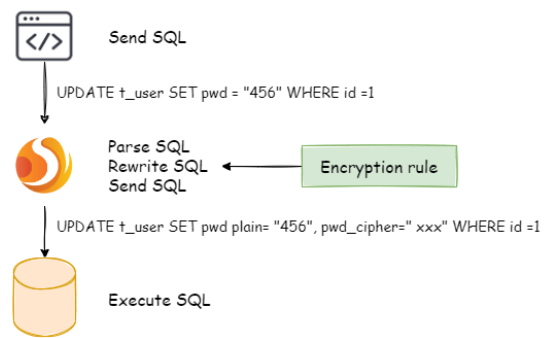 Send SQL
UPDATE t_user SET pwd = "456" WHERE id =1
Parse SQL
Rewrite SQL
Send SQL
Encryption rule
UPDATE t_user SET pwd plain= "456", pwd_cipher=" xxx" WHERE id =1
Execute SQL